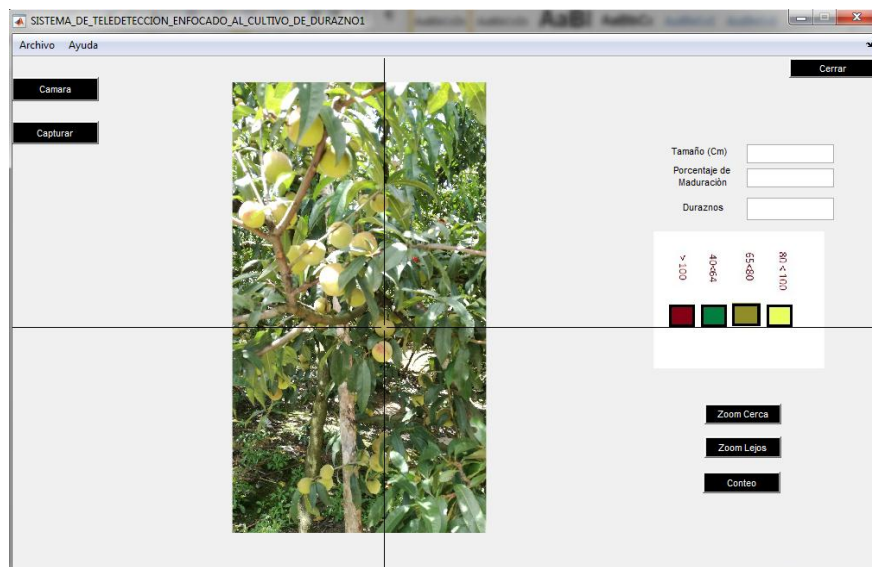 SISTEMA_DE_TELEDETECCION_ENFOCADO_AL_CULTIVO_DE_DURAZNO1
Archivo Ayuda
Cerrar
Camara
Capturar
Tamaño (Cm)
Porcentaje de
Maduraciòn
Duraznos
> 100
40<64
65<80
80 < 100
Zoom Cerca
Zoom Lejos
Conteo